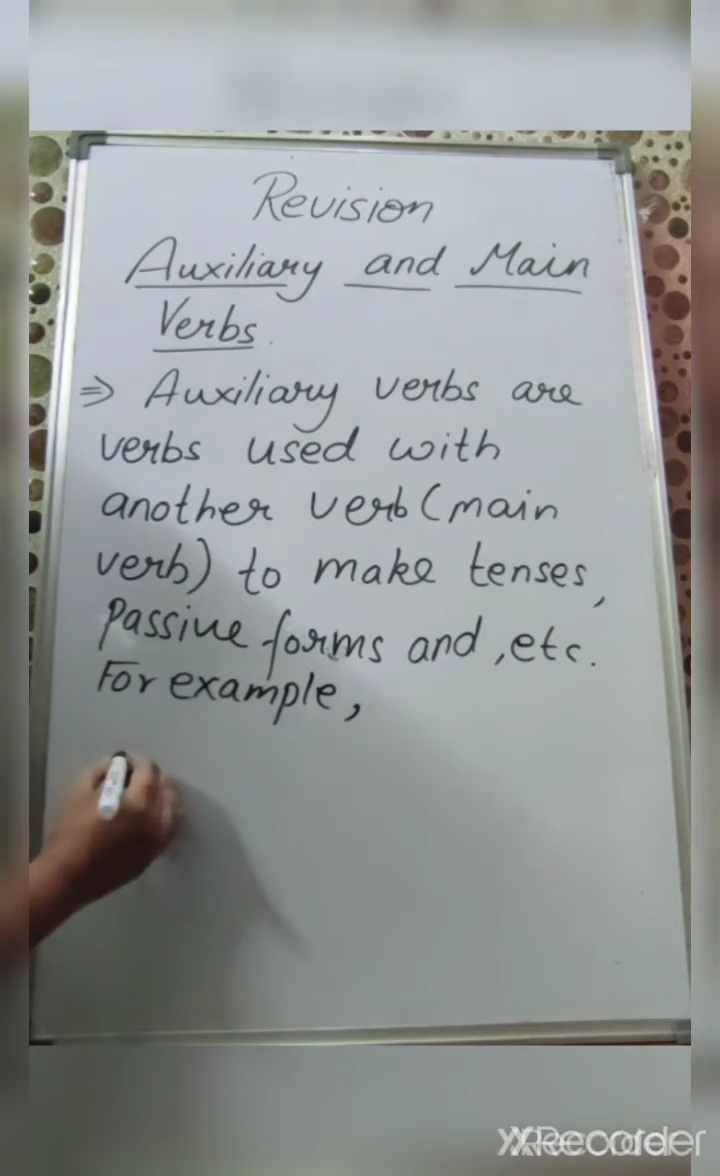 Revision
Auxiliary and Main
Verbs.
⇒ Auxiliary verbs are
verbs used with
another verb (main
verb) to make tenses,
Passive forms and , etc.
For example,
XRecorder